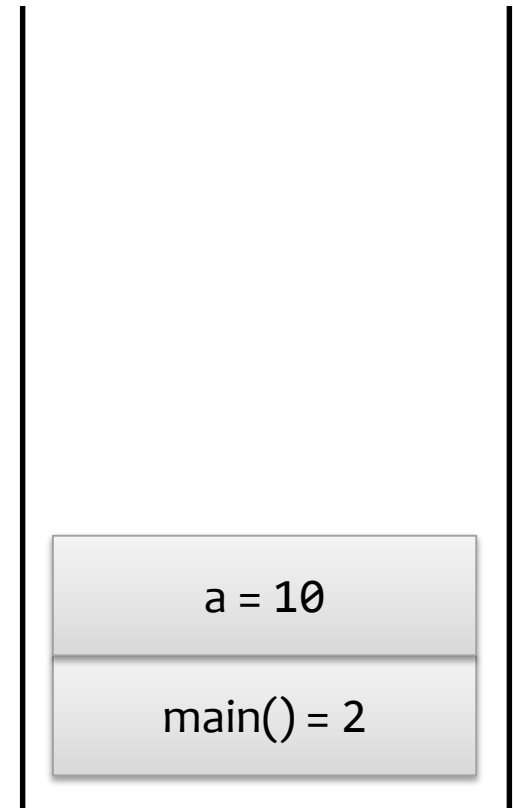 a = 10
main() = 2